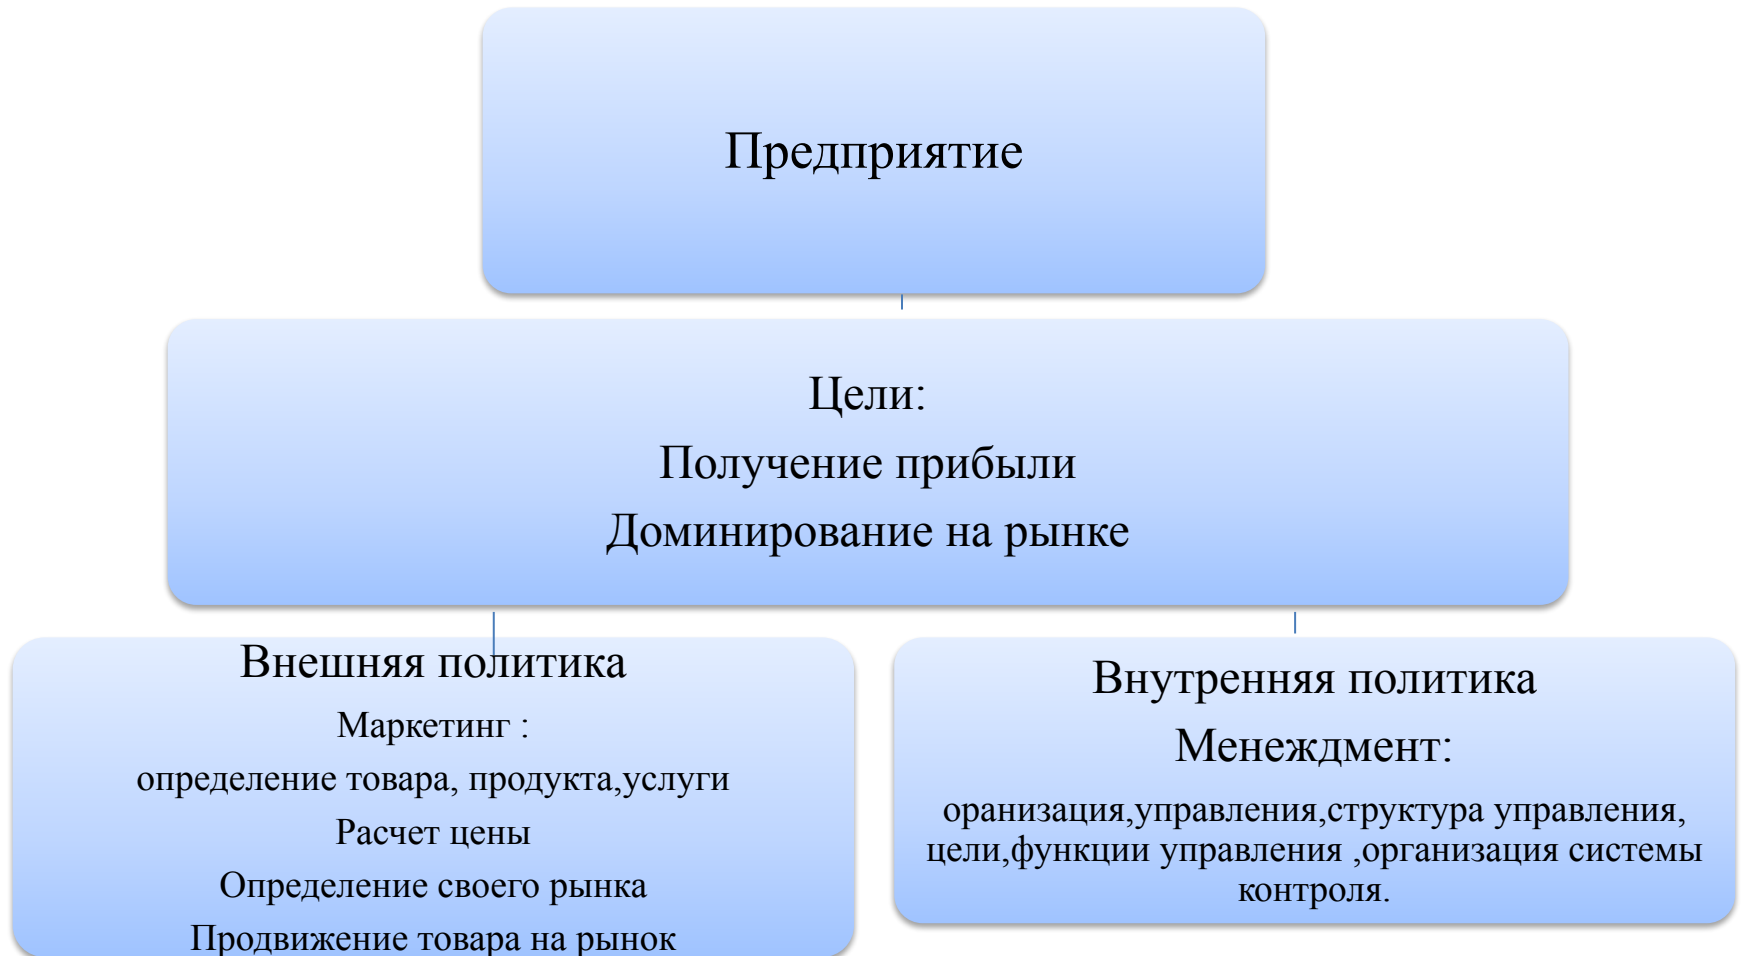 Предприятие
Цели:
Получение прибыли
Доминирование на рынке
Внешняя политика
Маркетинг :
определение товара, продукта,услуги
Расчет цены
Определение своего рынка
Продвижение товара на рынок
Внутренняя политика
Менеждмент:
оранизация,управления,структура управления,
цели,функции управления ,организация системы
контроля.